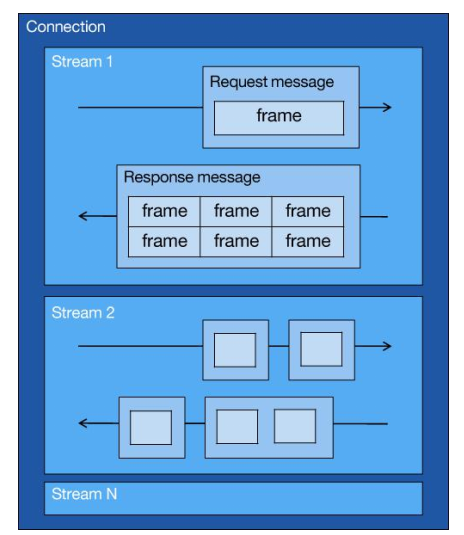 Connection
Stream 1
Request message
frame
Response message
frame frame frame
frame frame frame
Stream 2
Stream N